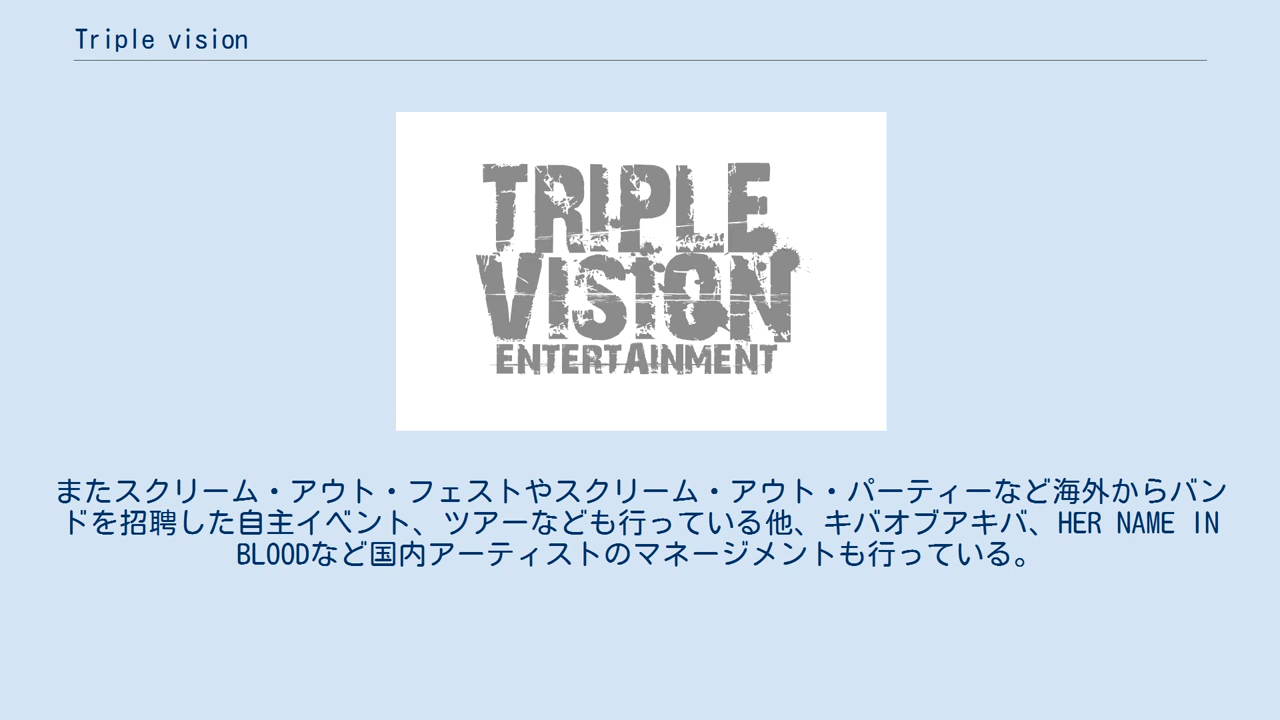 Triple vision
TRIPLE
VISION
ENTERTAINMENT
またスクリーム・アウト・フェストやスクリーム・アウト・パーティーなど海外からバン
ドを招聘した自主イベント、ツアーなども行っている他、キバオブアキバ、HER NAME IN
BLOODなど国内アーティストのマネージメントも行っている。